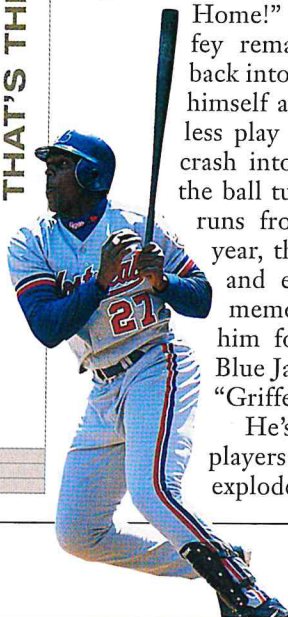 THAT'S TH
Home!"
fey rema
back into
himself a
less play
crash into
the ball tu
runs fro
year, th
and e
memo
him fo
Blue Ja
"Griffe
He's
players
explode
27